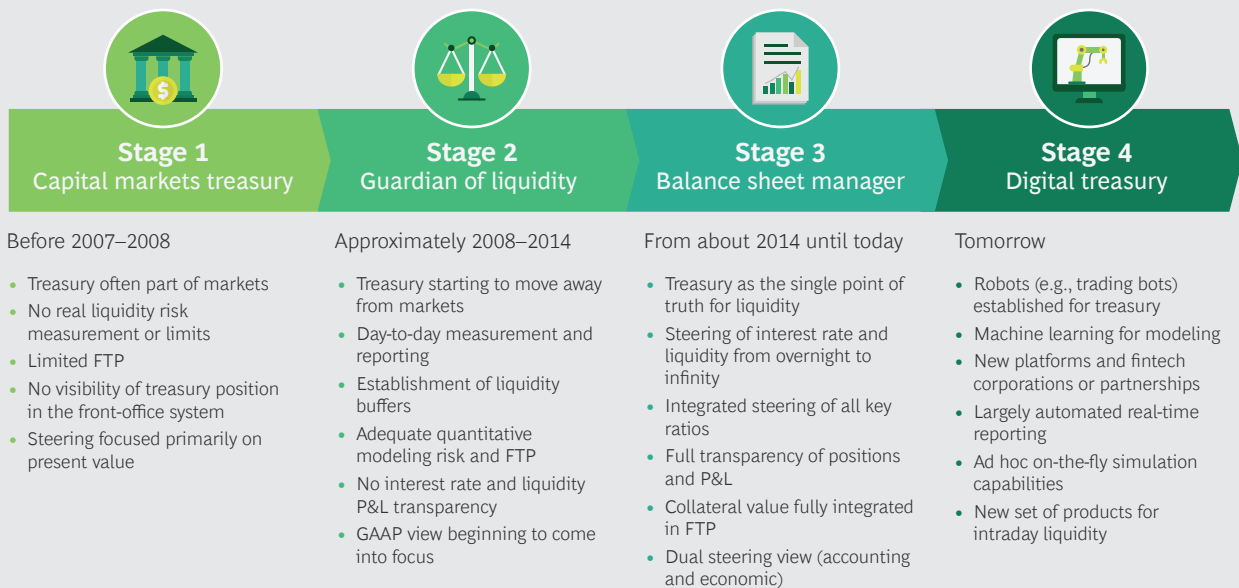 $
Stage 1
Capital markets treasury
Stage 2
Guardian of liquidity
Stage 3
Balance sheet manager
Stage 4
Digital treasury
Before 2007–2008
• Treasury often part of markets
• No real liquidity risk
measurement or limits
• Limited FTP
• No visibility of treasury position
in the front-office system
• Steering focused primarily on
present value
Approximately 2008–2014
• Treasury starting to move away
from markets
• Day-to-day measurement and
reporting
• Establishment of liquidity
buffers
• Adequate quantitative
modeling risk and FTP
• No interest rate and liquidity
P&L transparency
• GAAP view beginning to come
into focus
From about 2014 until today
• Treasury as the single point of
truth for liquidity
• Steering of interest rate and
liquidity from overnight to
infinity
• Integrated steering of all key
ratios
• Full transparency of positions
and P&L
• Collateral value fully integrated
in FTP
• Dual steering view (accounting
and economic)
Tomorrow
• Robots (e.g., trading bots)
established for treasury
• Machine learning for modeling
• New platforms and fintech
corporations or partnerships
• Largely automated real-time
reporting
• Ad hoc on-the-fly simulation
capabilities
• New set of products for
intraday liquidity